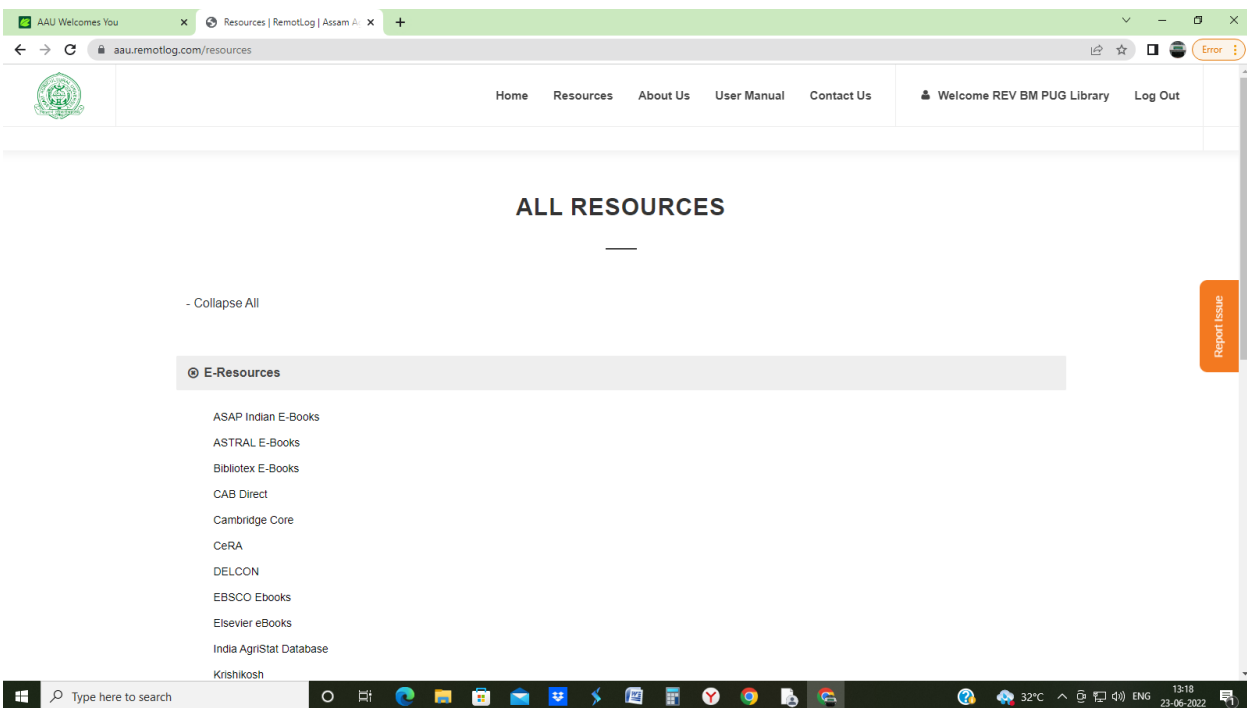 AAU Welcomes You
Resources | RemotLog | Assam A
aau.remotlog.com/resources
Error
Home Resources About Us User Manual Contact Us Welcome REV BM PUG Library Log Out
ALL RESOURCES
- Collapse All
Report Issue
E-Resources
ASAP Indian E-Books
ASTRAL E-Books
Bibliotex E-Books
CAB Direct
Cambridge Core
CeRA
DELCON
EBSCO Ebooks
Elsevier eBooks
India AgriStat Database
Krishikosh
Type here to search
32°C ENG 13:18
23-06-2022